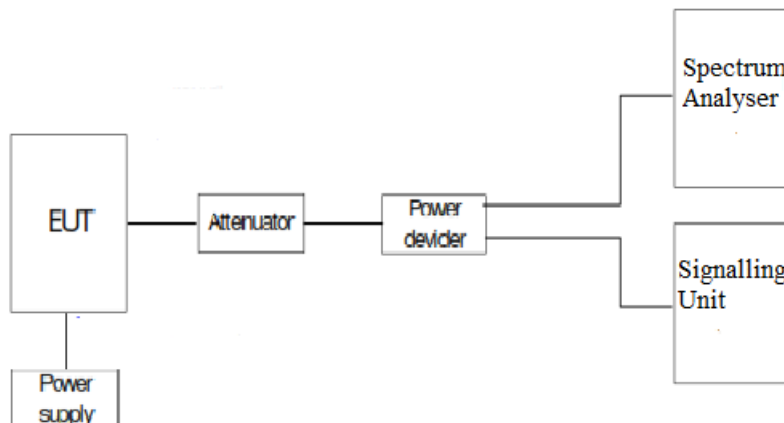 Spectrum
Analyser
EUT
Attenuator
Power
devider
Signalling
Unit
Power
supply